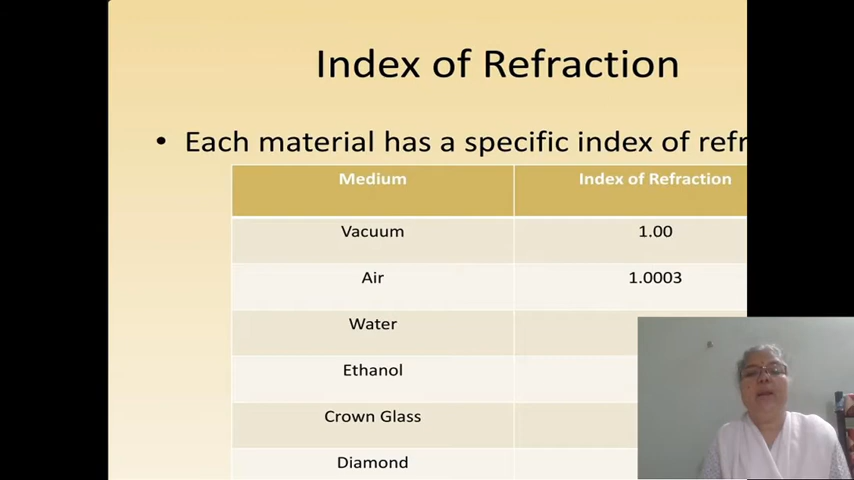 Index of Refraction
• Each material has a specific index of refr
Medium Index of Refraction
Vacuum 1.00
Air 1.0003
Water
Ethanol
Crown Glass
Diamond